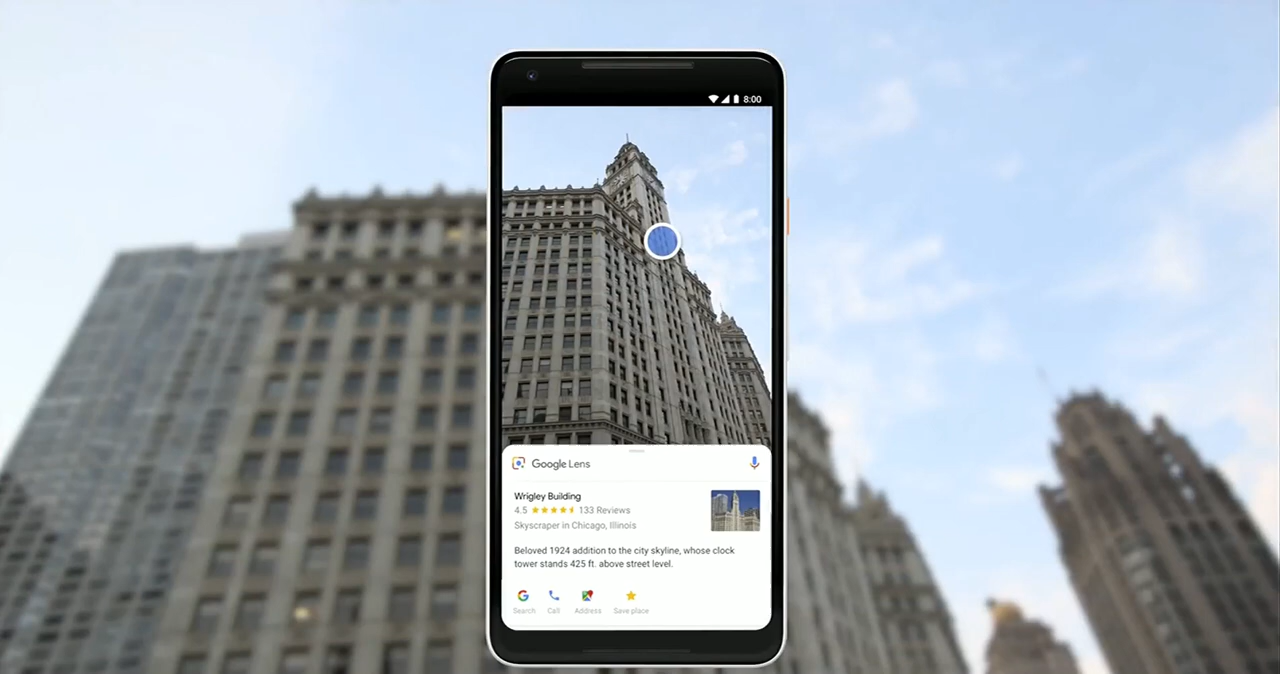 8:00
Google Lens
Wrigley Building
4.5 133 Reviews
Skyscraper in Chicago, Illinois
Beloved 1924 addition to the city skyline, whose clock
tower stands 425 ft. above street level.
Search Call Address Save place